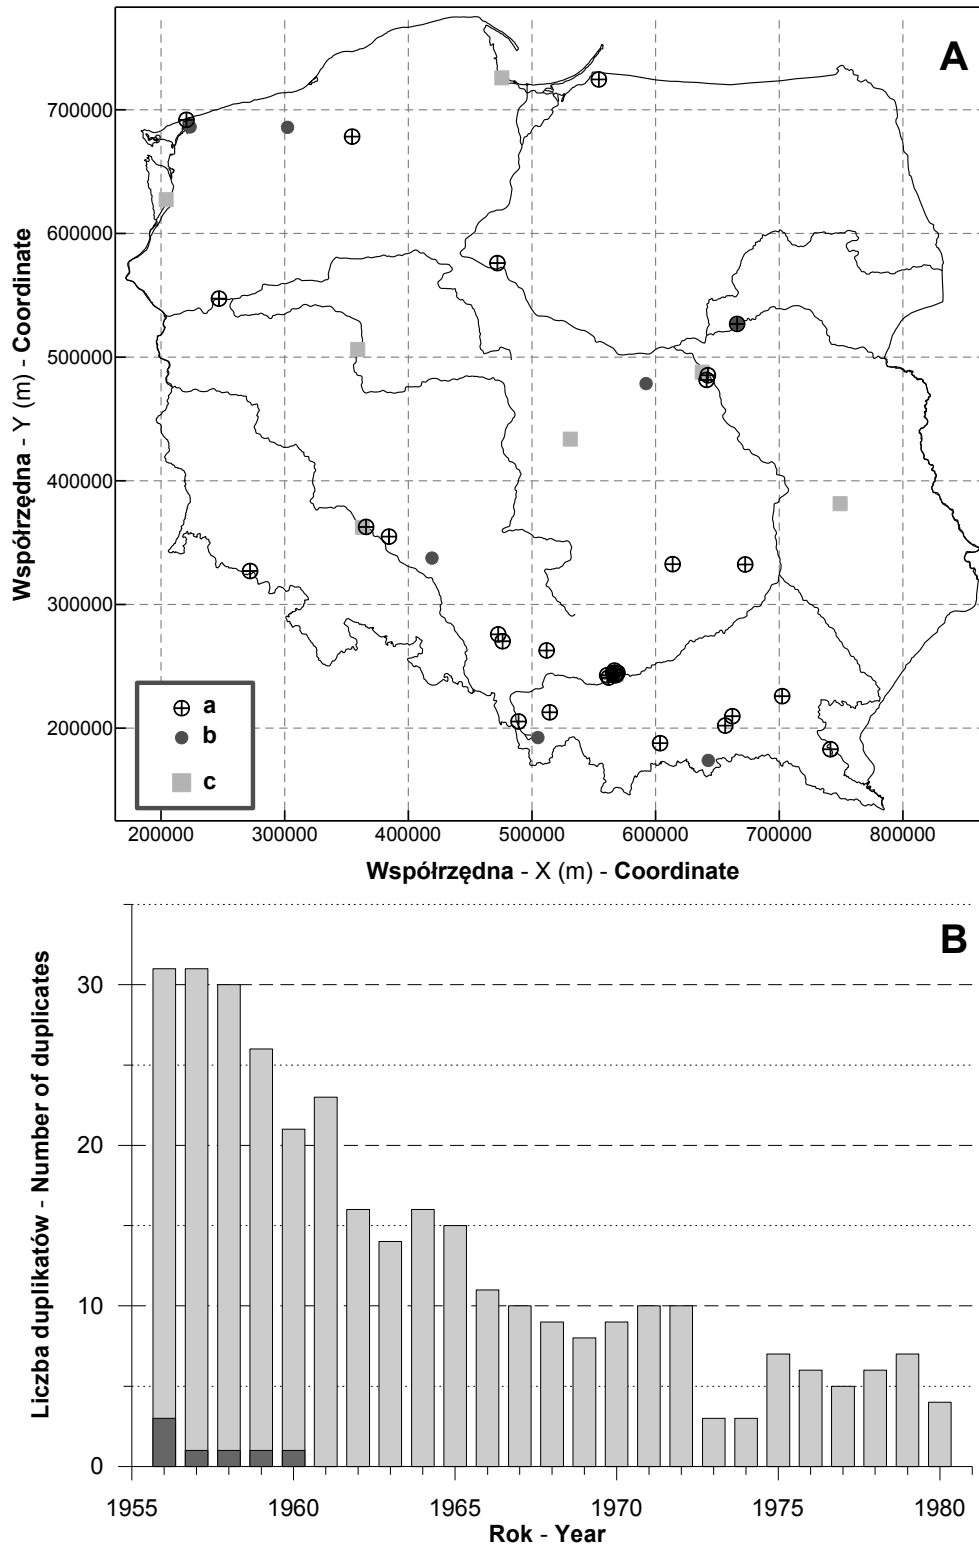 A
700000
600000
500000
400000
300000
200000
Współrzędna - Y (m) - Coordinate
a
b
c
200000 300000 400000 500000 600000 700000 800000
Współrzędna - X (m) - Coordinate
B
30
20
10
0
Liczba duplikatów - Number of duplicates
1955 1960 1965 1970 1975 1980
Rok - Year